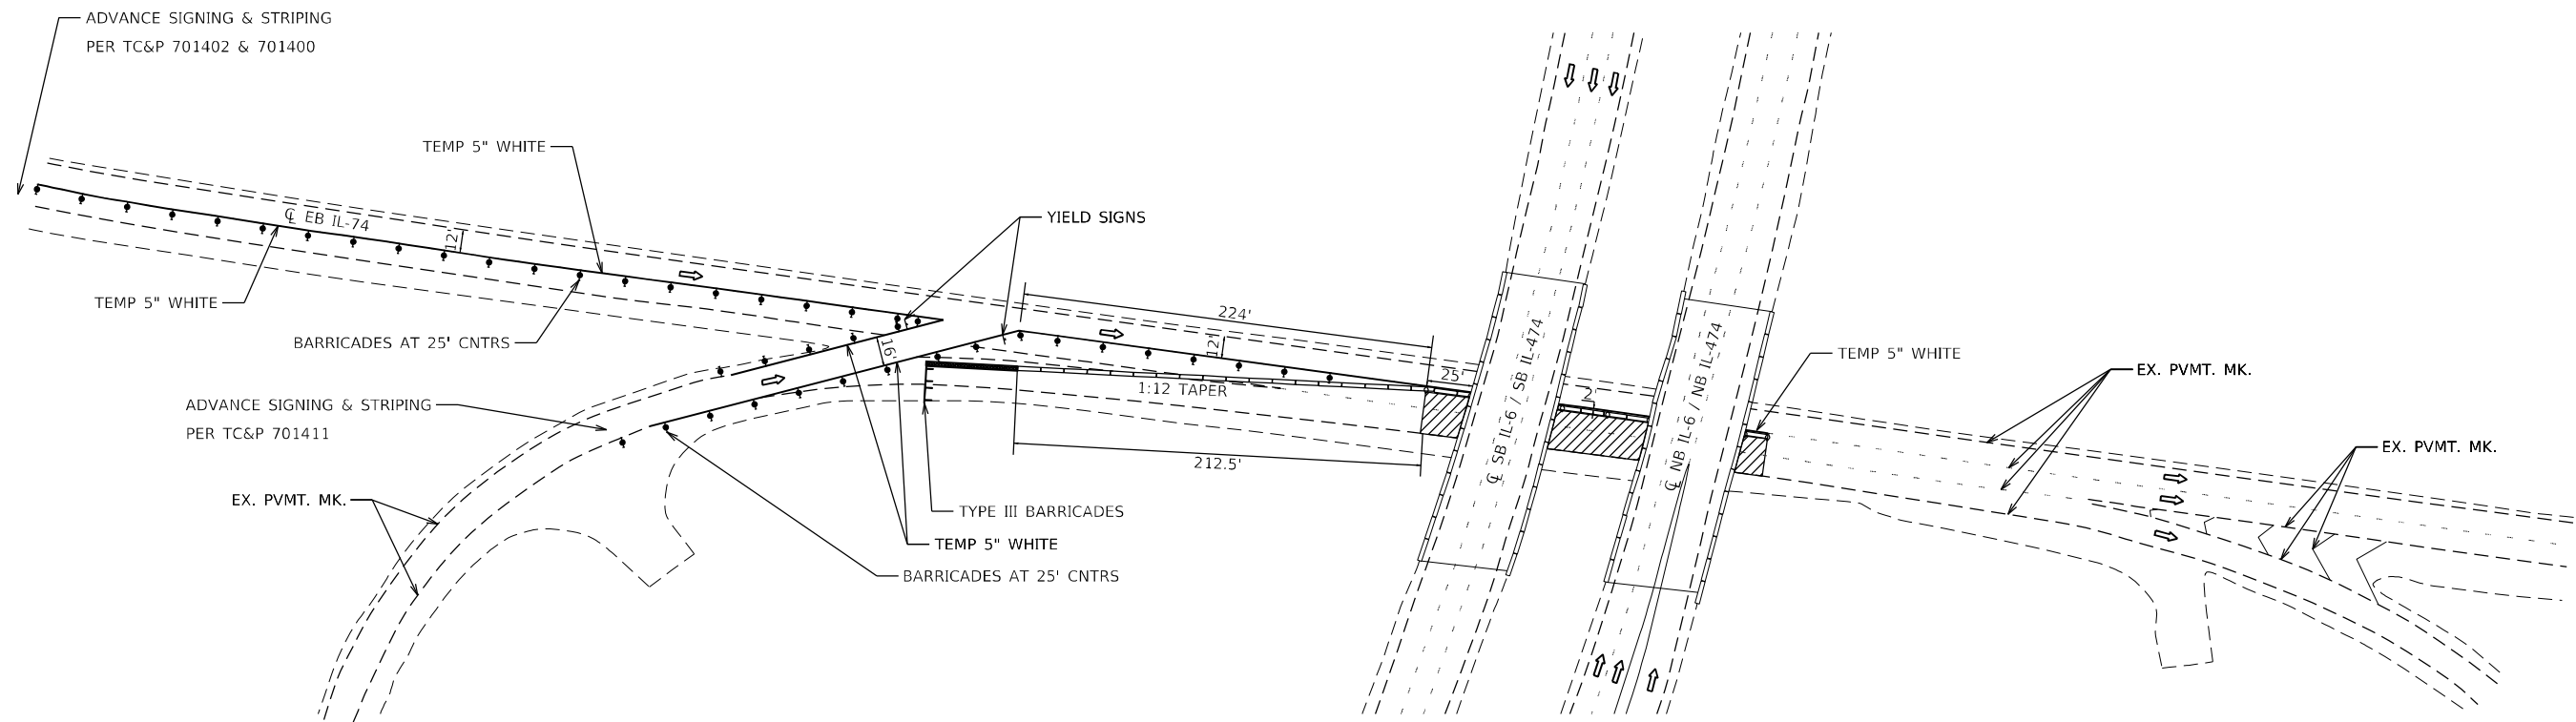 ADVANCE SIGNING & STRIPING
PER TC&P 701402 & 701400
TEMP 5" WHITE
℄ EB IL-74
12'
TEMP 5" WHITE
BARRICADES AT 25' CNTRS
YIELD SIGNS
224'
12'
16'
25'
1:12 TAPER
212.5'
℄ SB IL-6 / SB IL-474
2'
℄ NB IL-6 / NB IL-474
TEMP 5" WHITE
EX. PVMT. MK.
EX. PVMT. MK.
ADVANCE SIGNING & STRIPING
PER TC&P 701411
EX. PVMT. MK.
TYPE III BARRICADES
TEMP 5" WHITE
BARRICADES AT 25' CNTRS